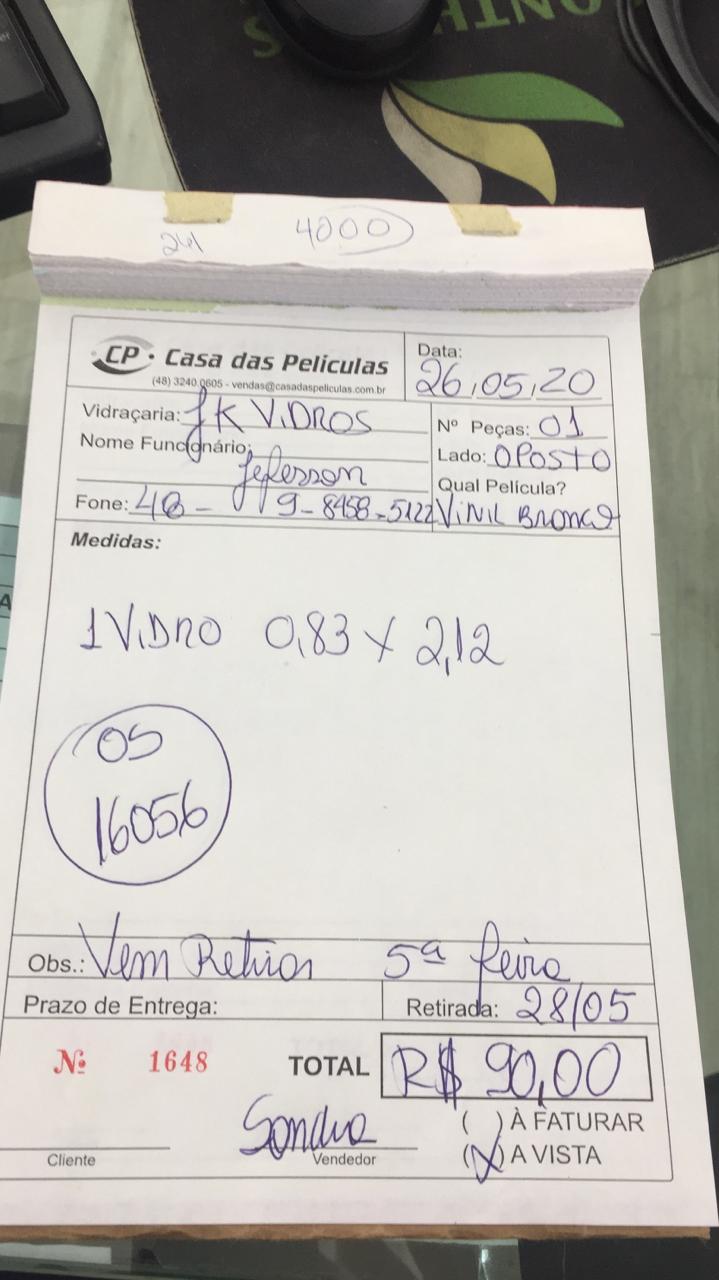 241 4000
CP Casa das Películas
(48) 3240.0605 - vendas@casadaspeliculas.com.br
Data: 26,05,20
Vidraçaria: JK ViDROS
Nº Peças: 01
Nome Funcionário: Jeferson
Lado: OPOSTO
Qual Película?
Fone: 48 - 9-8458-5122
ViNiL BRANCO
Medidas:
1 ViDRO 0,83 X 2,12
OS
16056
Obs.: Vem Retirar 5ª feira
Prazo de Entrega:
Retirada: 28/05
Nº 1648
TOTAL R$ 90,00
( ) À FATURAR
Sandra
(X) A VISTA
Cliente
Vendedor